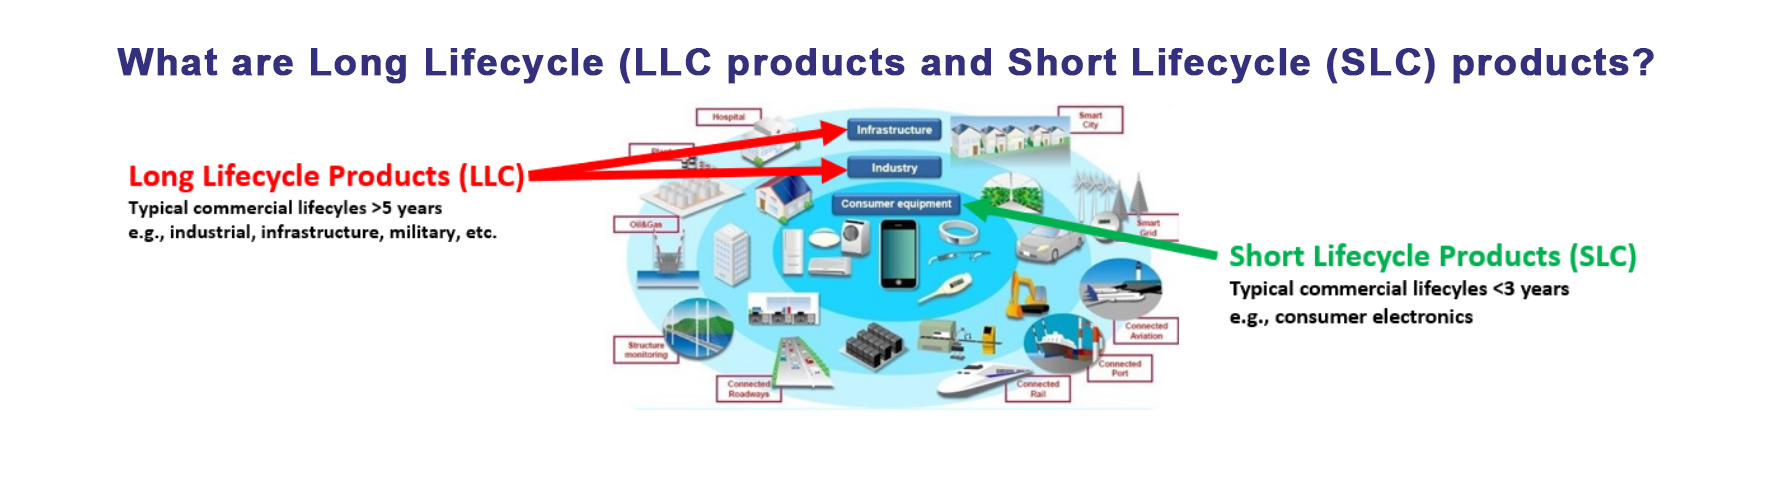 What are Long Lifecycle (LLC products and Short Lifecycle (SLC) products?
Hospital
Infrastructure
Smart
City
Industry
Long Lifecycle Products (LLC)
Typical commercial lifecyles >5 years
e.g., industrial, infrastructure, military, etc.
Consumer equipment
Oil&Gas
Smart
Grid
Short Lifecycle Products (SLC)
Typical commercial lifecyles <3 years
e.g., consumer electronics
Structure
monitoring
Connected
Aviation
Connected
Port
Connected
Roadways
Connected
Rail